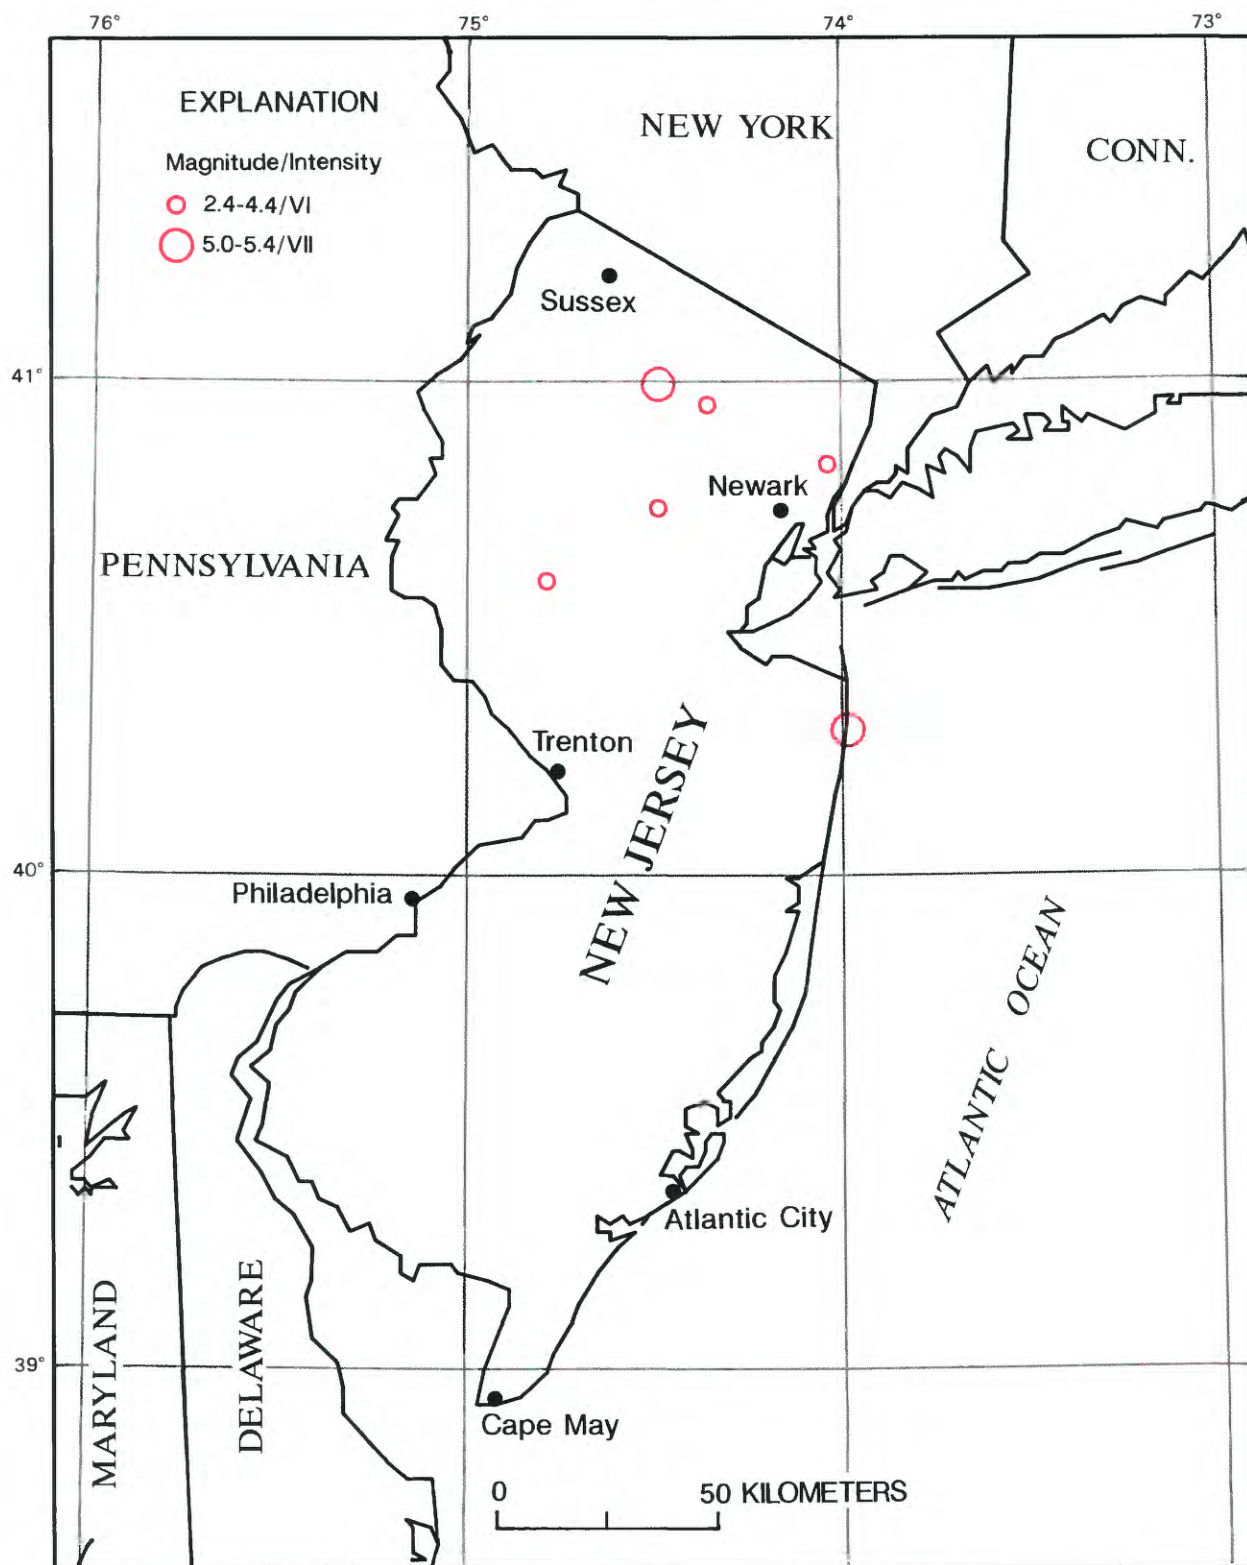 76° 75° 74° 73°
EXPLANATION
Magnitude/Intensity
2.4-4.4/VI
5.0-5.4/VII
NEW YORK
CONN.
Sussex
41°
Newark
PENNSYLVANIA
Trenton
NEW JERSEY
40°
Philadelphia
ATLANTIC OCEAN
Atlantic City
MARYLAND
DELAWARE
39°
Cape May
0 50 KILOMETERS